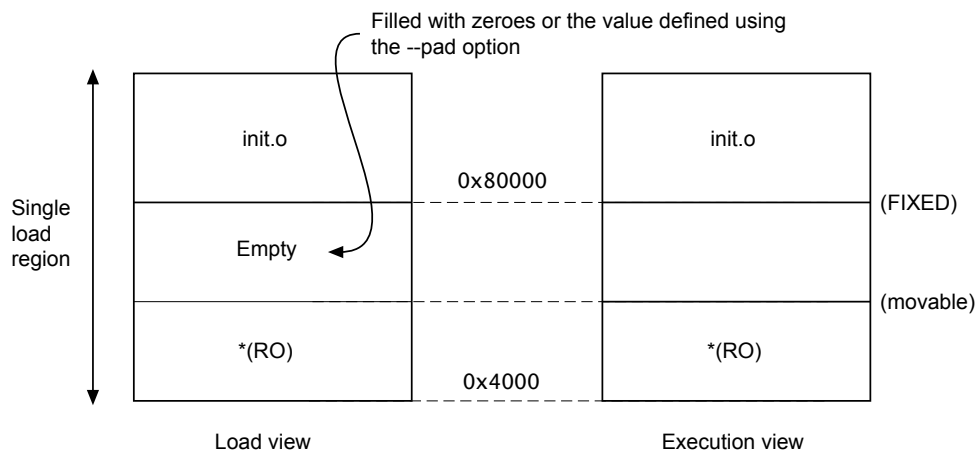 Filled with zeroes or the value defined using
the --pad option
init.o
init.o
0x80000
(FIXED)
Single
load
region
Empty
(movable)
*(RO)
*(RO)
0x4000
Load view
Execution view